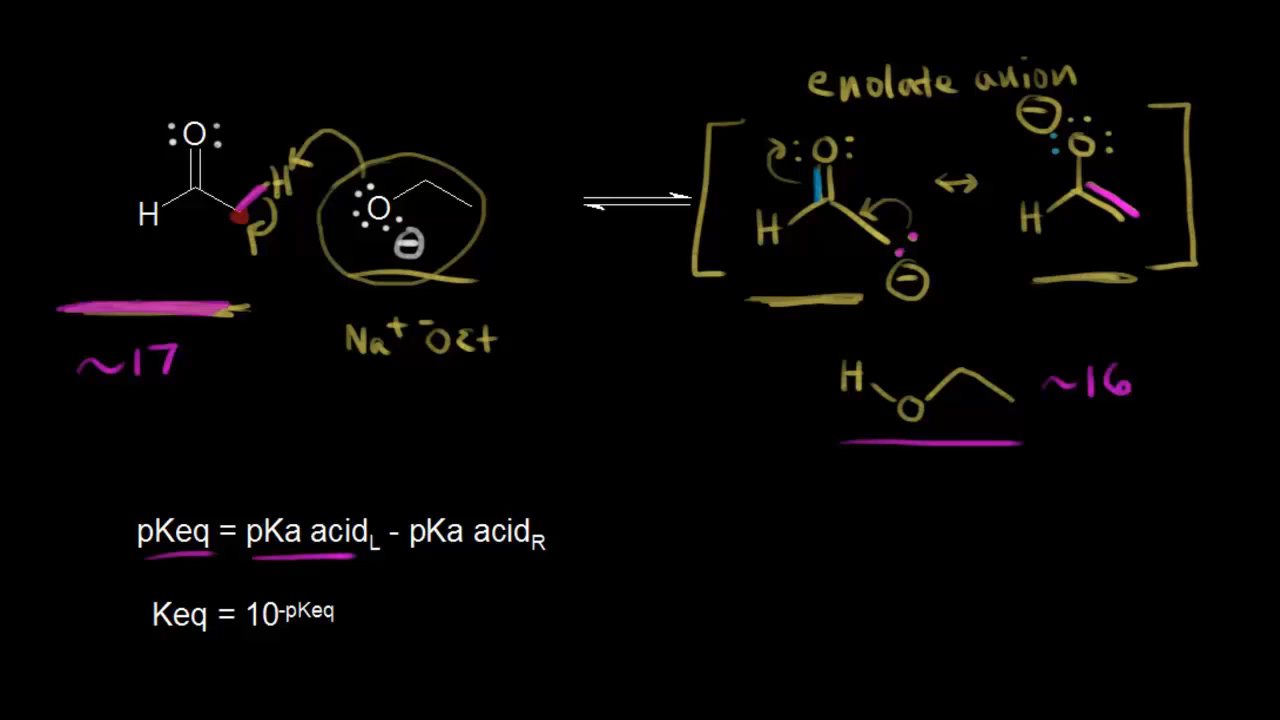 enolate anion
O
H
H
O
⊖
O
H
⊖
⊖
O
H
~17
Na⁺ ⁻OEt
H
O
~16
pKeq = pKa acid_L - pKa acid_R
Keq = 10^-pKeq